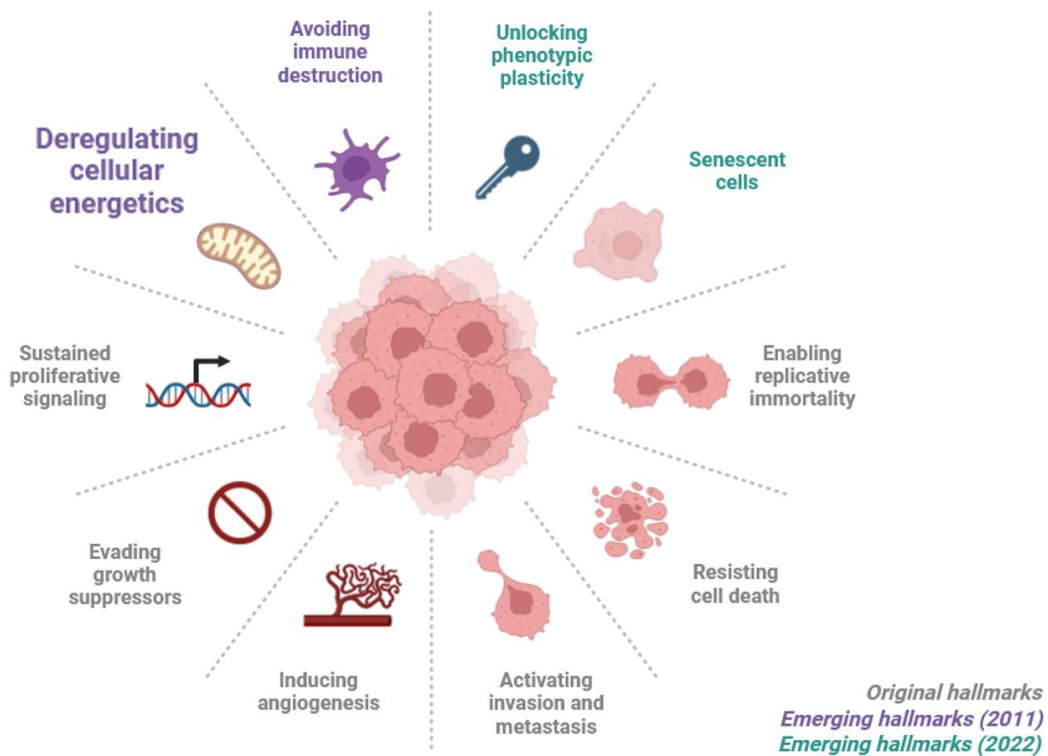 Avoiding
immune
destruction
Unlocking
phenotypic
plasticity
Deregulating
cellular
energetics
Senescent
cells
Sustained
proliferative
signaling
Enabling
replicative
immortality
Evading
growth
suppressors
Resisting
cell death
Inducing
angiogenesis
Activating
invasion and
metastasis
Original hallmarks
Emerging hallmarks (2011)
Emerging hallmarks (2022)